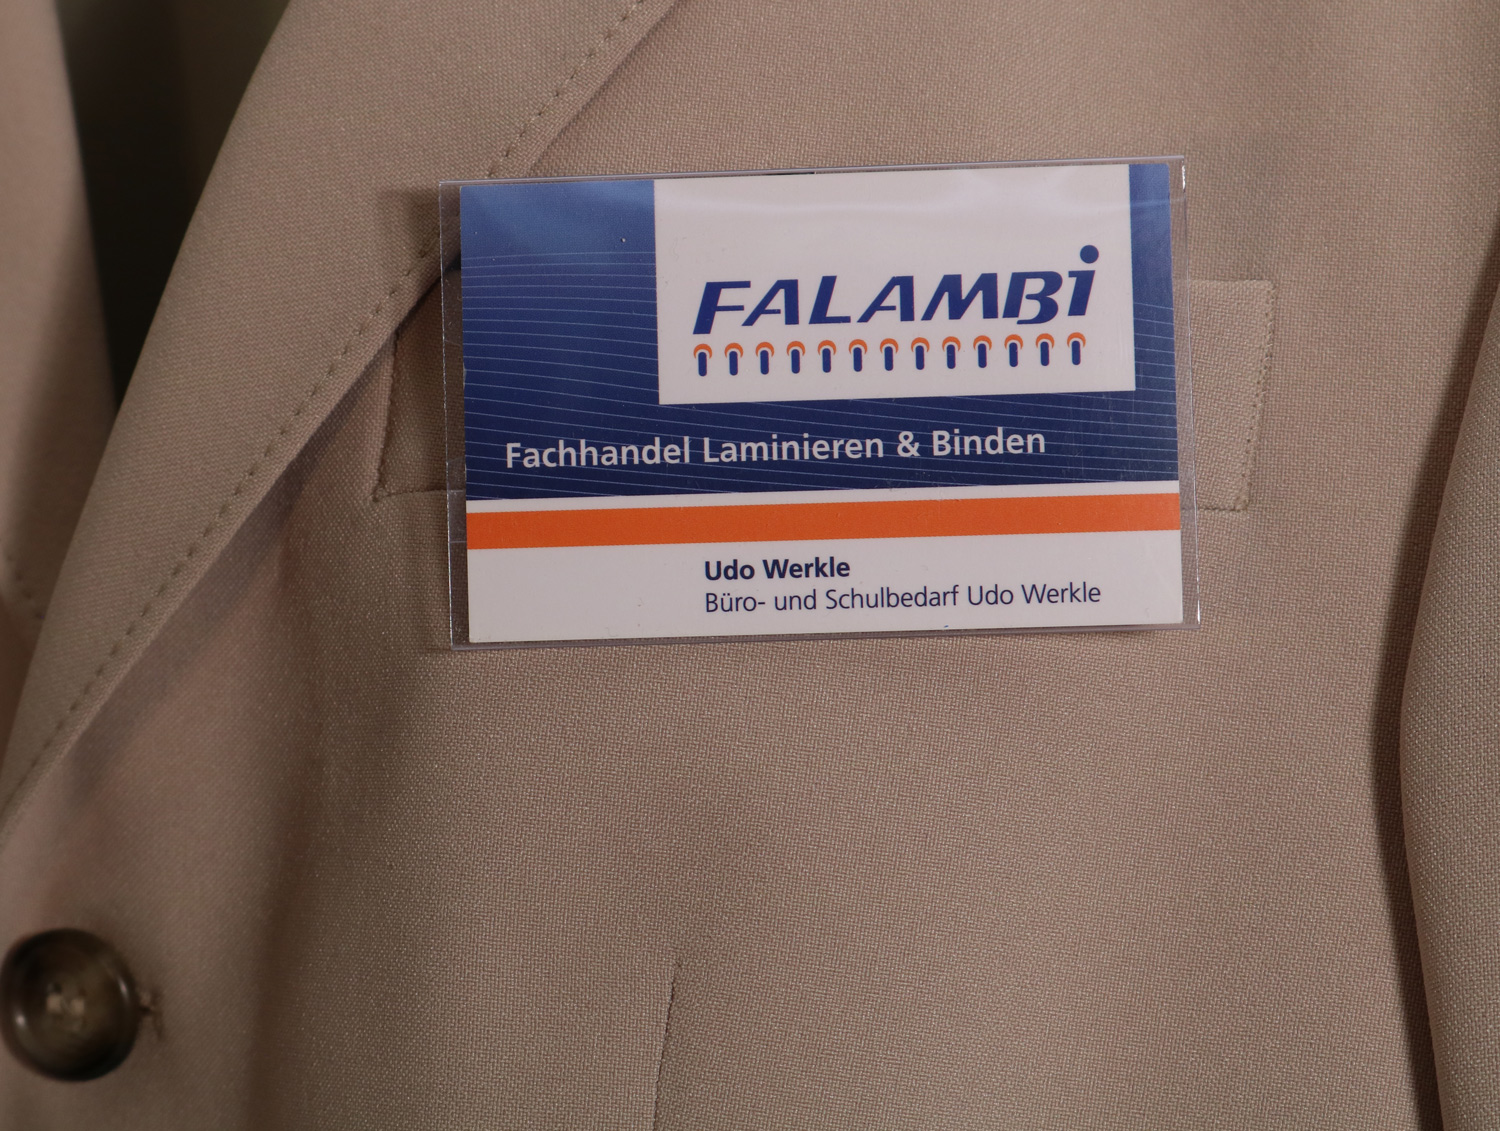 FALAMBi
Fachhandel Laminieren & Binden
Udo Werkle
Büro- und Schulbedarf Udo Werkle